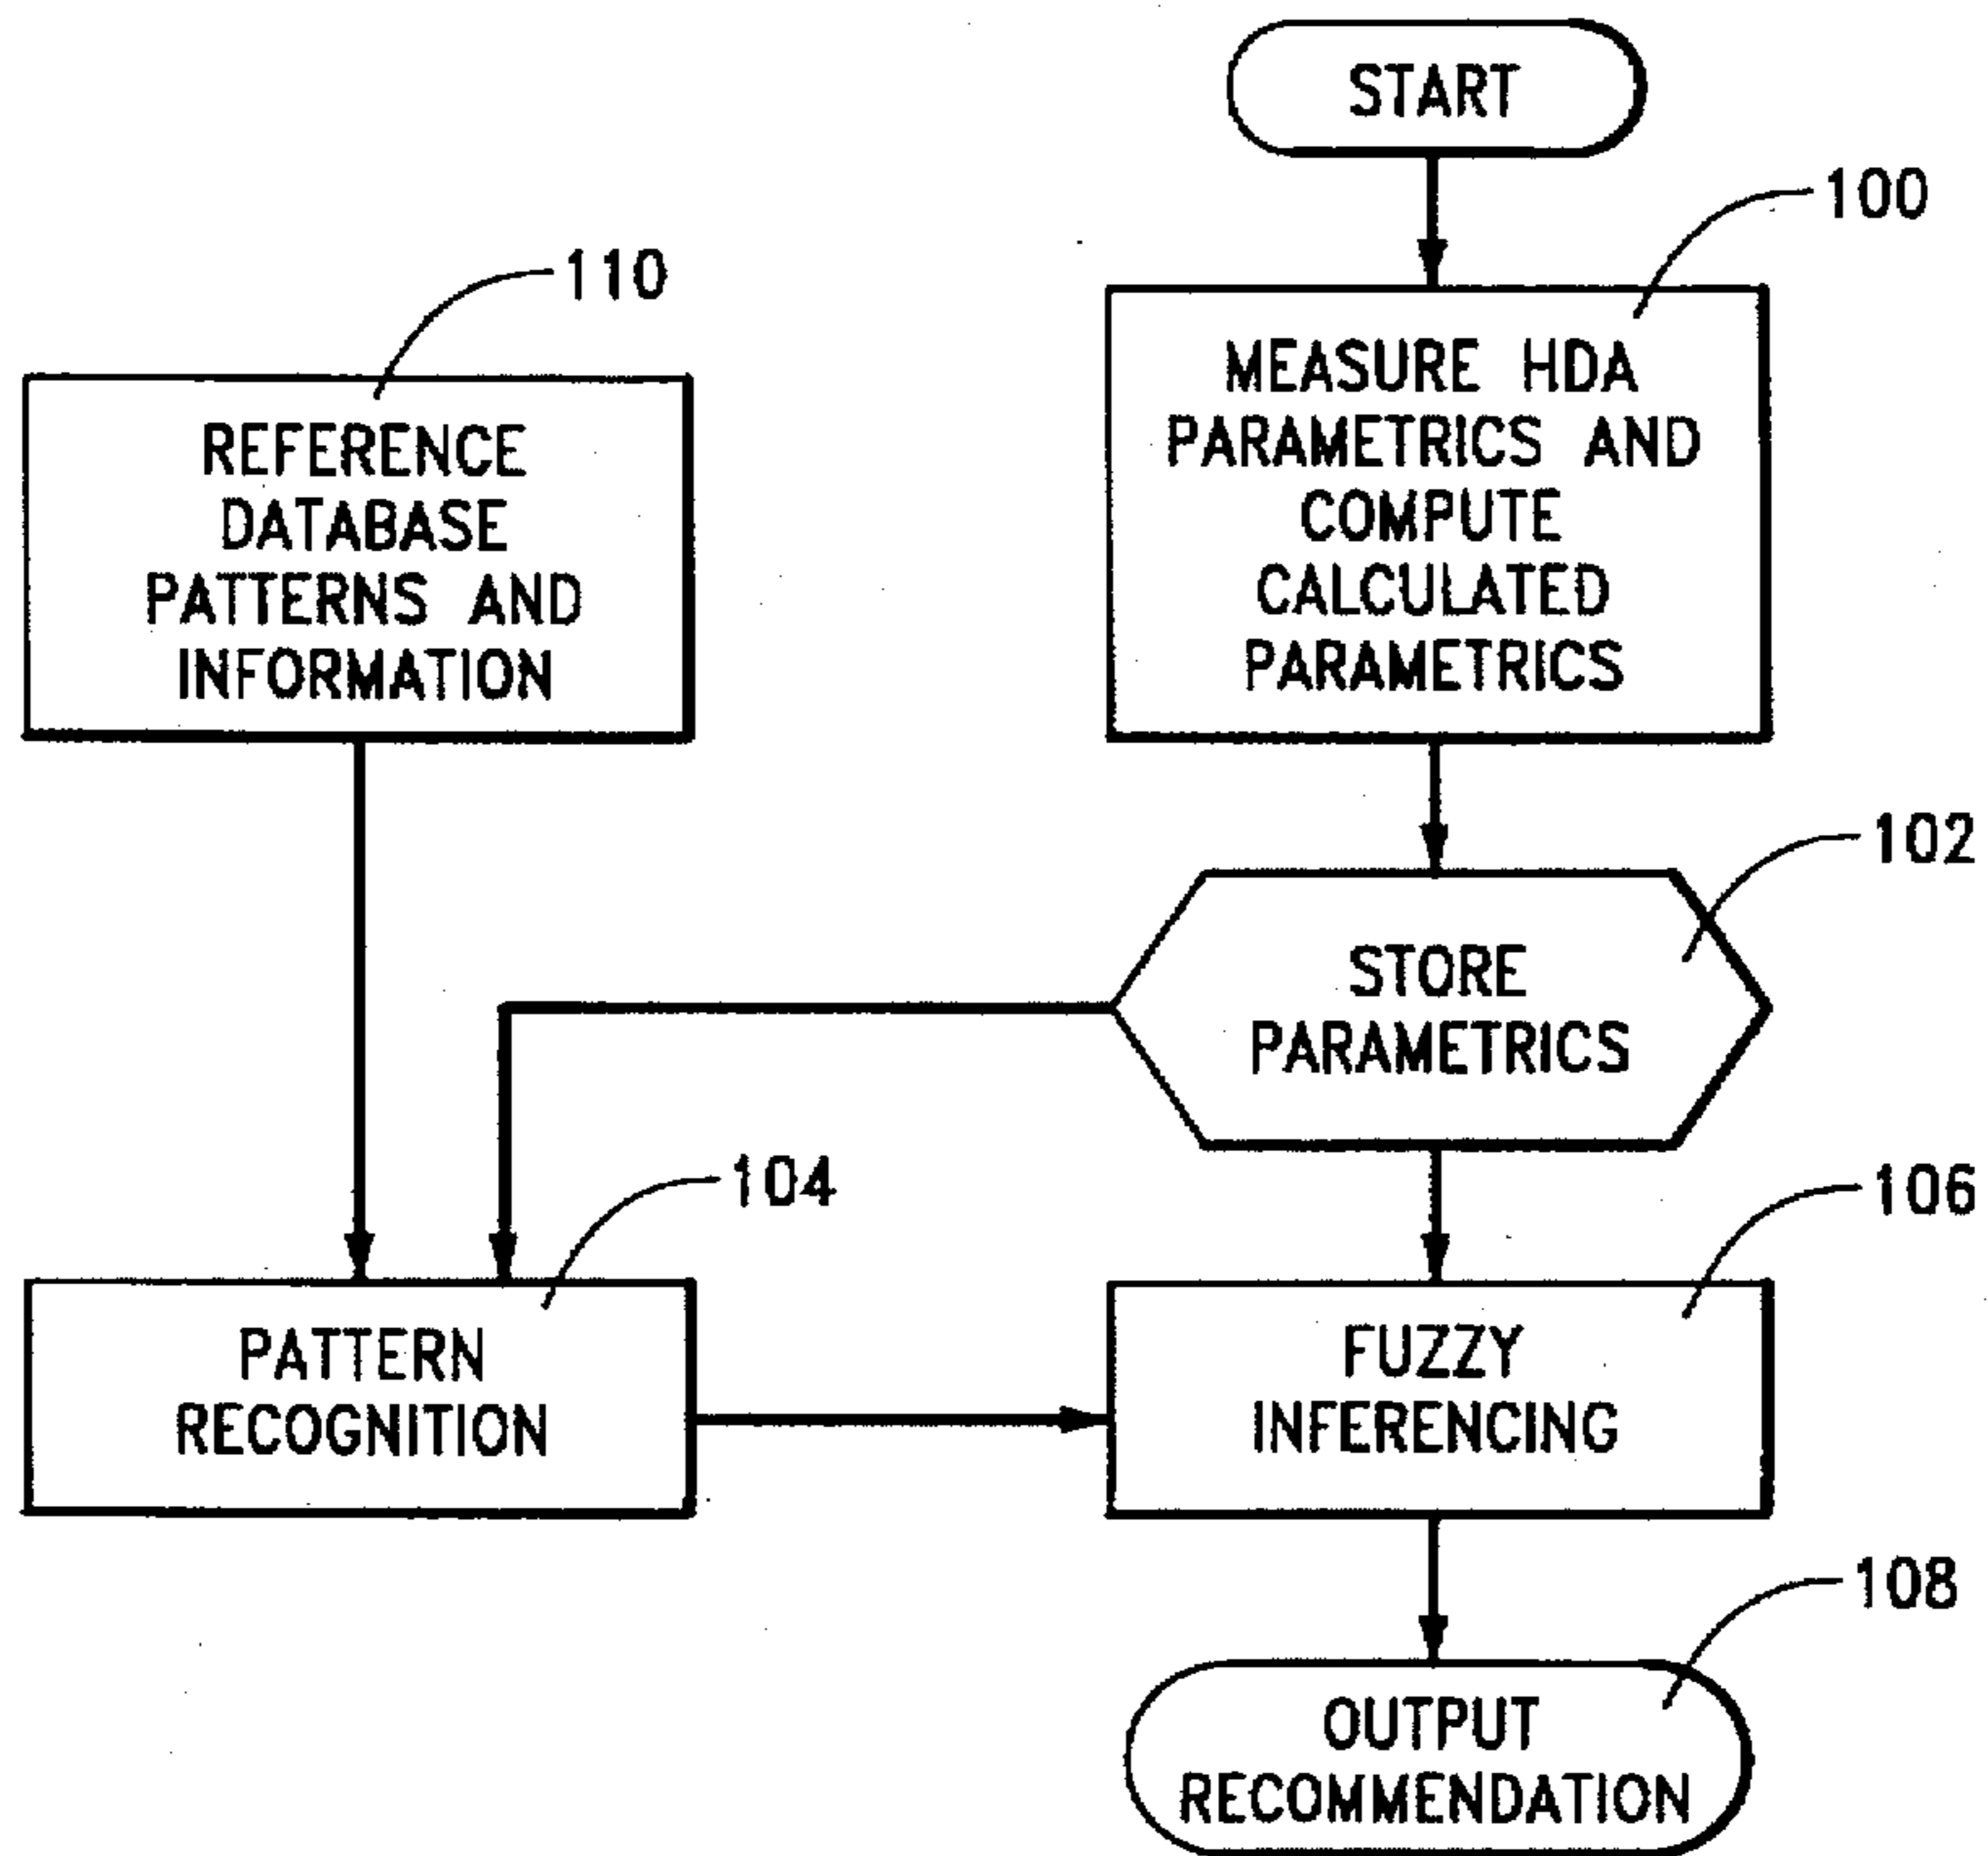 START
100
MEASURE HDA
PARAMETRICS AND
COMPUTE
CALCULATED
PARAMETRICS
110
REFERENCE
DATABASE
PATTERNS AND
INFORMATION
102
STORE
PARAMETRICS
104
PATTERN
RECOGNITION
106
FUZZY
INFERENCING
108
OUTPUT
RECOMMENDATION